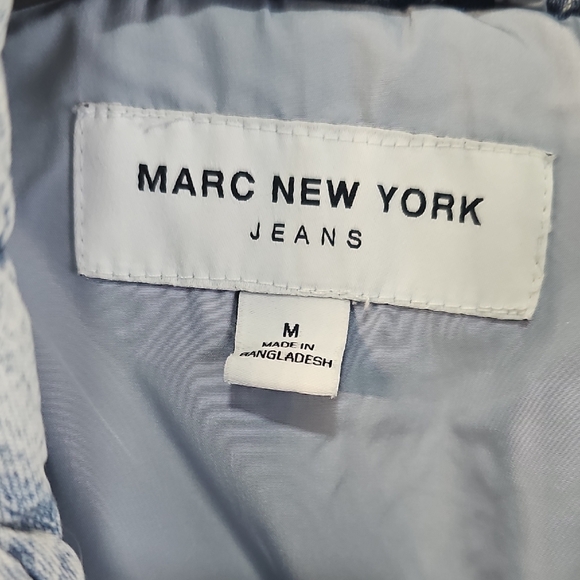 MARC NEW YORK
JEANS
M
MADE IN
BANGLADESH